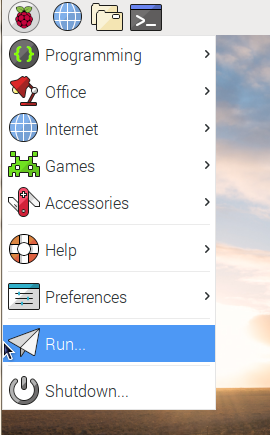 Programming
Office
Internet
Games
Accessories
Help
Preferences
Run...
Shutdown...